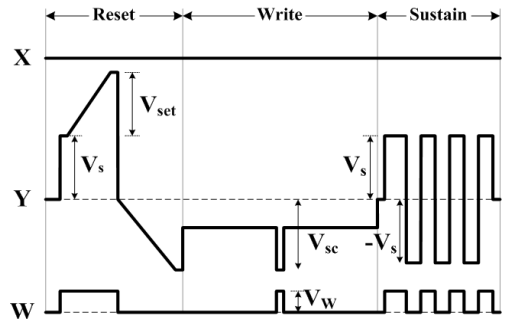 Reset Write Sustain
X
Vset
Vs Vs
Y
Vsc -Vs
VW
W